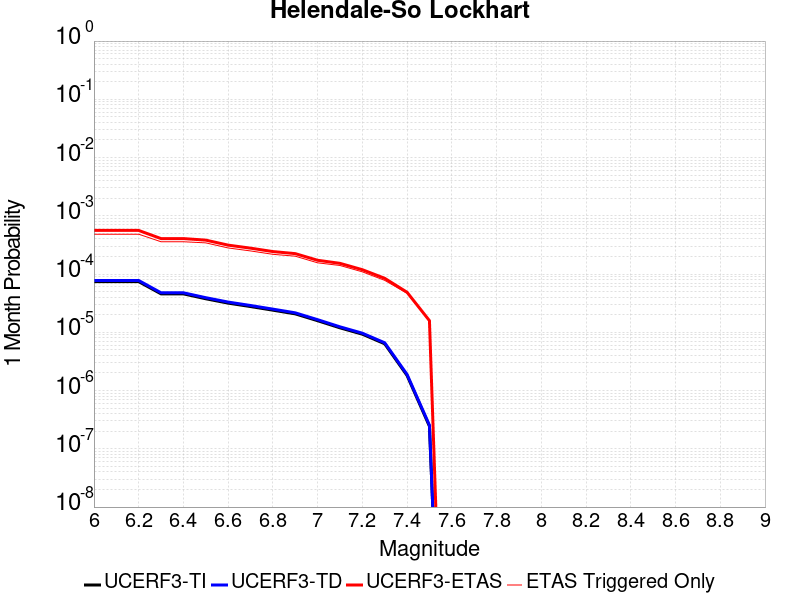 Helendale-So Lockhart
1 Month Probability
10^0
10^-1
10^-2
10^-3
10^-4
10^-5
10^-6
10^-7
10^-8
6 6.2 6.4 6.6 6.8 7 7.2 7.4 7.6 7.8 8 8.2 8.4 8.6 8.8 9
Magnitude
UCERF3-TI UCERF3-TD UCERF3-ETAS ETAS Triggered Only